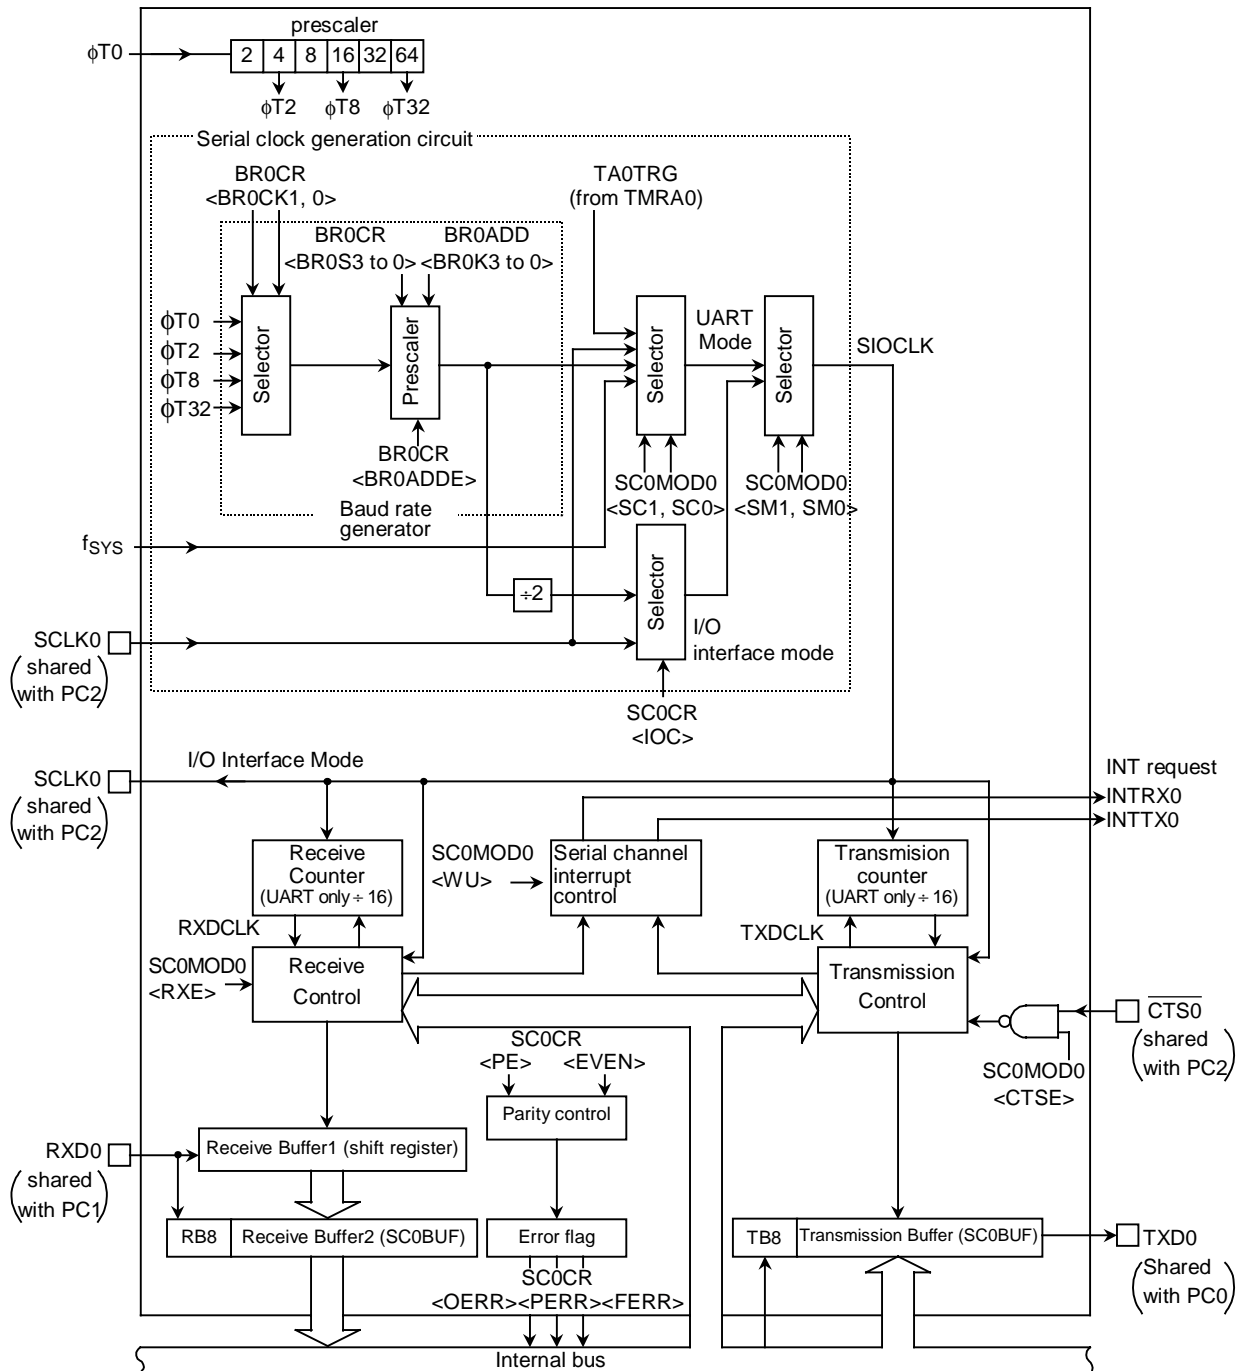 prescaler
ϕT0
2 4 8 16 32 64
ϕT2 ϕT8 ϕT32
Serial clock generation circuit
BR0CR
<BR0CK1, 0>
TA0TRG
(from TMRA0)
BR0CR
<BR0S3 to 0>
BR0ADD
<BR0K3 to 0>
ϕT0
ϕT2
ϕT8
ϕT32
Selector
Prescaler
Selector
UART
Mode
Selector
SIOCLK
BR0CR
<BR0ADDE>
SC0MOD0
<SC1, SC0>
SC0MOD0
<SM1, SM0>
Baud rate
generator
fSYS
÷2
Selector
I/O
interface mode
SCLK0
(shared
with PC2)
SC0CR
<IOC>
I/O Interface Mode
SCLK0
(shared
with PC2)
INT request
INTRX0
INTTX0
Receive
Counter
(UART only ÷ 16)
SC0MOD0
<WU>
Serial channel
interrupt
control
Transmision
counter
(UART only ÷ 16)
RXDCLK
TXDCLK
SC0MOD0
<RXE>
Receive
Control
Transmission
Control
CTS0
(shared
with PC2)
SC0MOD0
<CTSE>
SC0CR
<PE> <EVEN>
Parity control
RXD0
(shared
with PC1)
Receive Buffer1 (shift register)
RB8 Receive Buffer2 (SC0BUF)
Error flag
TB8 Transmission Buffer (SC0BUF)
TXD0
(Shared
with PC0)
SC0CR
<OERR><PERR><FERR>
Internal bus